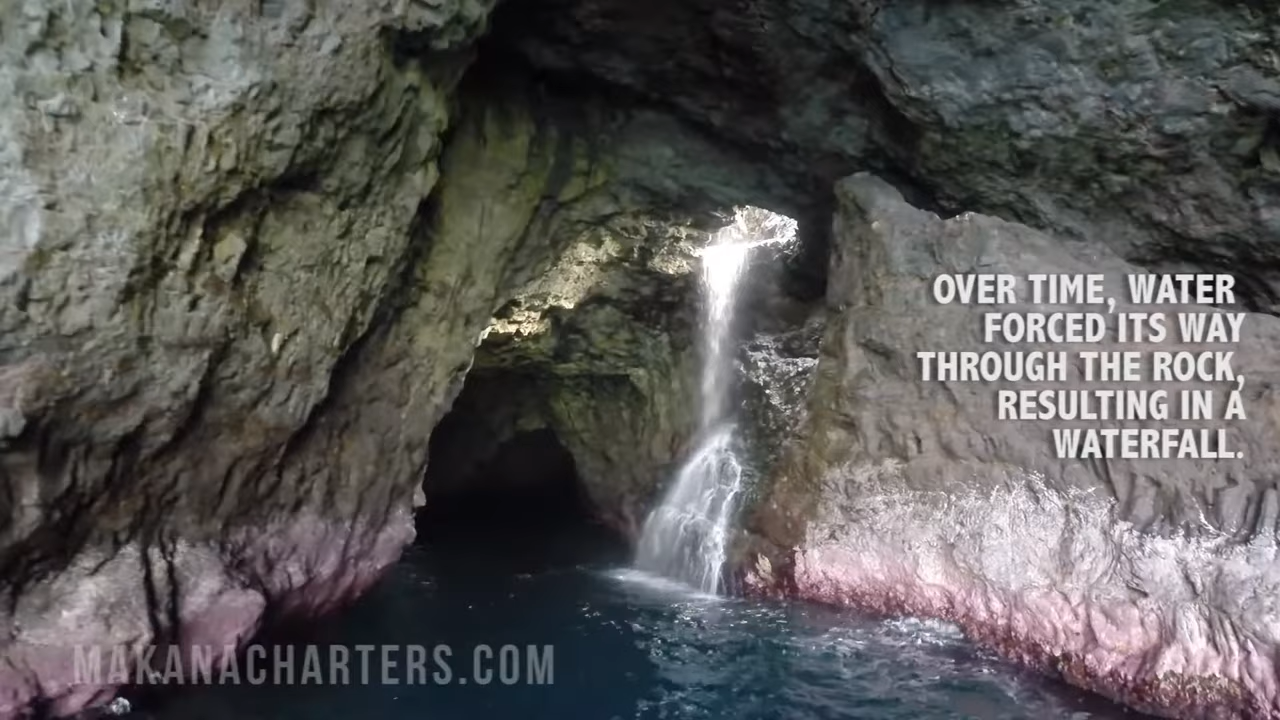 OVER TIME, WATER
FORCED ITS WAY
THROUGH THE ROCK,
RESULTING IN A
WATERFALL.
MAKANACHARTERS.COM